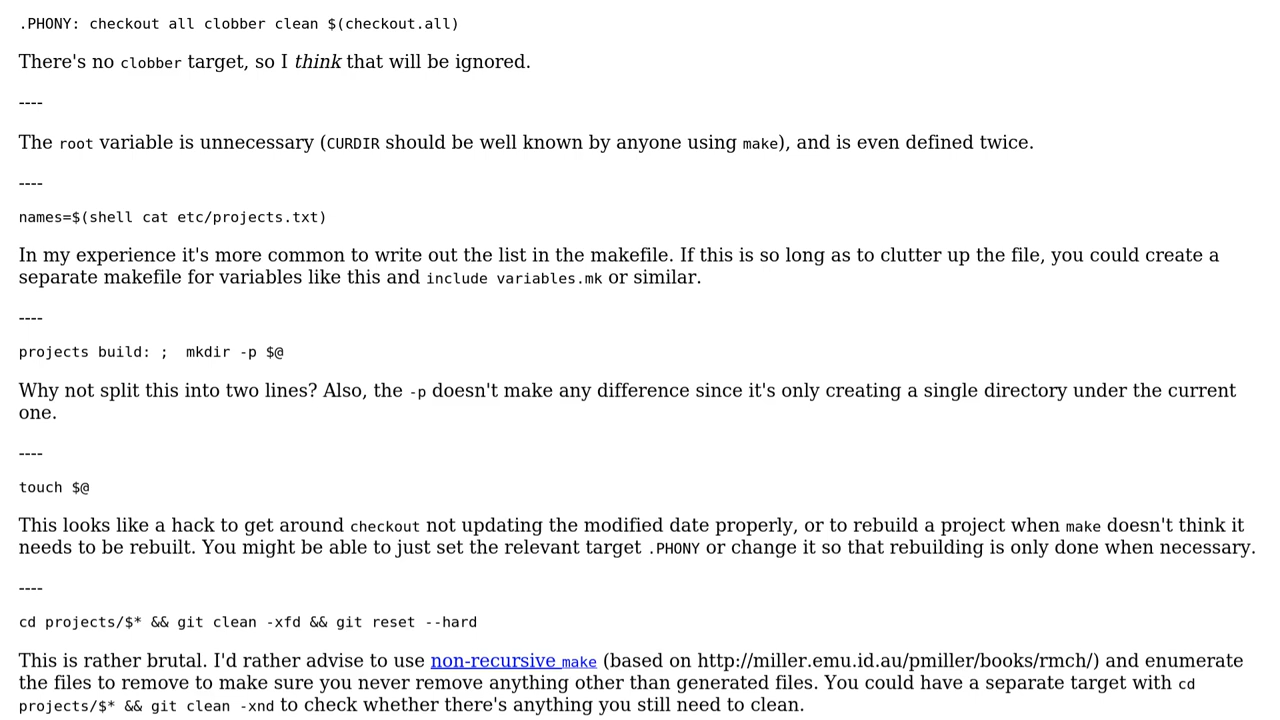 .PHONY: checkout all clobber clean $(checkout.all)
There's no clobber target, so I think that will be ignored.
----
The root variable is unnecessary (CURDIR should be well known by anyone using make), and is even defined twice.
----
names=$(shell cat etc/projects.txt)
In my experience it's more common to write out the list in the makefile. If this is so long as to clutter up the file, you could create a
separate makefile for variables like this and include variables.mk or similar.
----
projects build: ;  mkdir -p $@
Why not split this into two lines? Also, the -p doesn't make any difference since it's only creating a single directory under the current
one.
----
touch $@
This looks like a hack to get around checkout not updating the modified date properly, or to rebuild a project when make doesn't think it
needs to be rebuilt. You might be able to just set the relevant target .PHONY or change it so that rebuilding is only done when necessary.
----
cd projects/$* && git clean -xfd && git reset --hard
This is rather brutal. I'd rather advise to use non-recursive make (based on http://miller.emu.id.au/pmiller/books/rmch/) and enumerate
the files to remove to make sure you never remove anything other than generated files. You could have a separate target with cd
projects/$* && git clean -xnd to check whether there's anything you still need to clean.